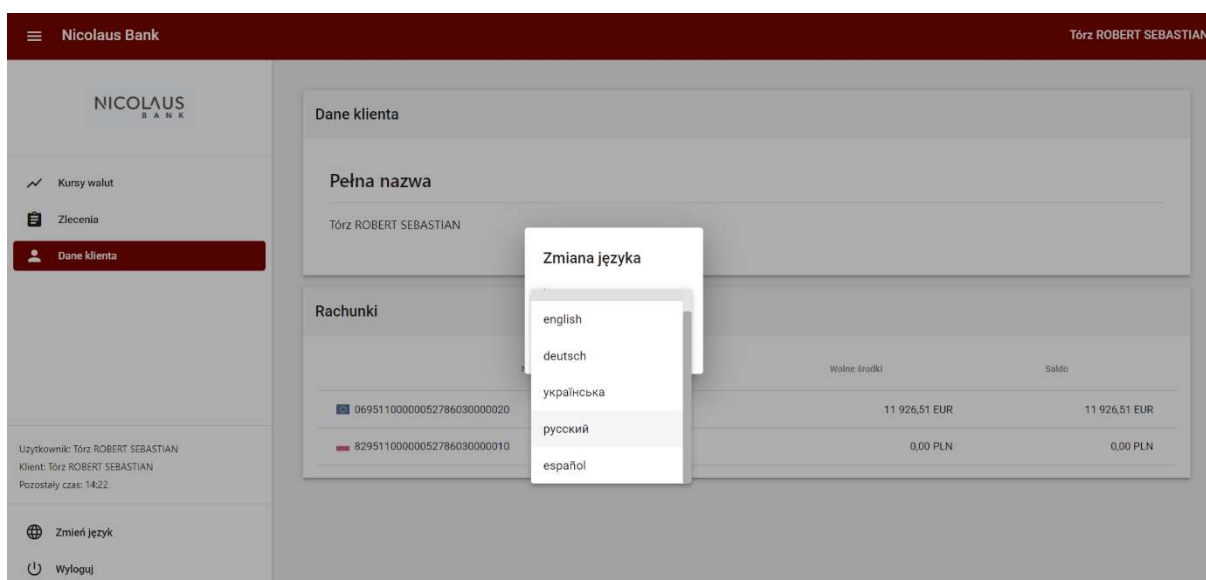 Nicolaus Bank
Tórz ROBERT SEBASTIAN
NICOLAUS
BANK
Kursy walut
Zlecenia
Dane klienta
Użytkownik: Tórz ROBERT SEBASTIAN
Klient: Tórz ROBERT SEBASTIAN
Pozostały czas: 14:22
Zmień język
Wyloguj
Dane klienta
Pełna nazwa
Tórz ROBERT SEBASTIAN
Rachunki
Wolne środki Saldo
06951100000052786030000020 11 926,51 EUR 11 926,51 EUR
82951100000052786030000010 0,00 PLN 0,00 PLN
Zmiana języka
english
deutsch
українська
русский
español